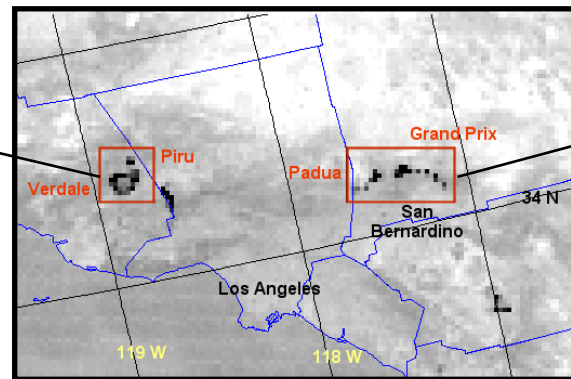 Grand Prix
Piru
Padua
Verdale
34 N
San
Bernardino
Los Angeles
119 W
118 W